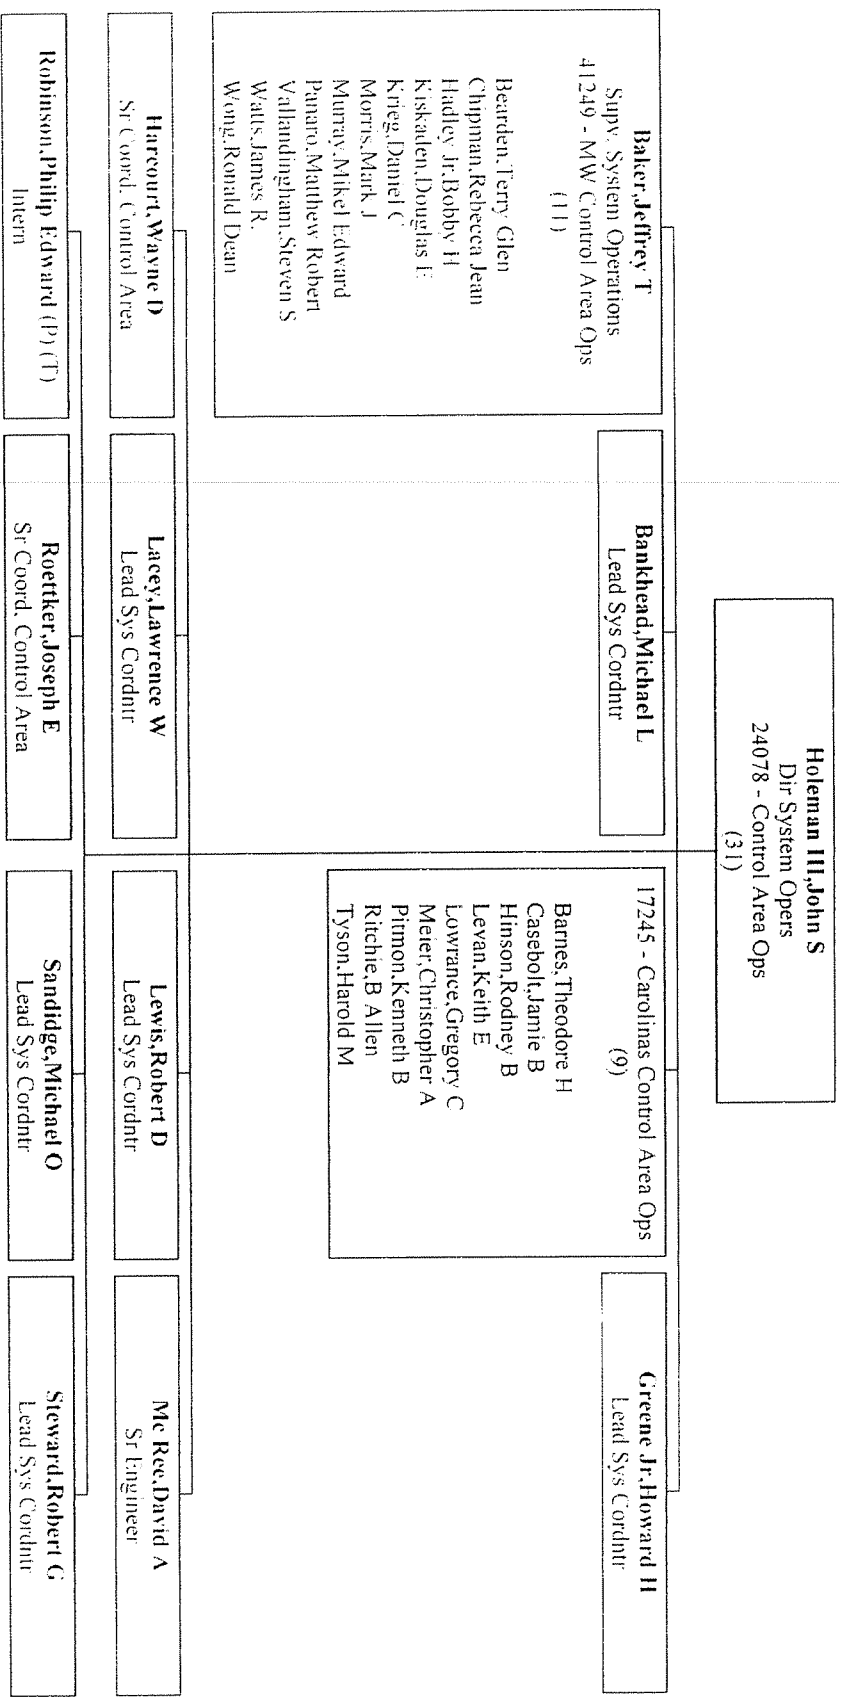 Holeman III,John S
Dir System Opers
24078 - Control Area Ops
(31)
Baker,Jeffrey T
Supv. System Operations
41249 - MW Control Area Ops
(11)
Bearden,Terry Glen
Chipman,Rebecca Jean
Hadley Jr,Bobby H
Kiskaden,Douglas E
Krieg,Daniel C
Morris,Mark J
Murray,Mikel Edward
Panaro,Matthew Robert
Vallandingham,Steven S
Watts,James R.
Wong,Ronald Dean
Bankhead,Michael L
Lead Sys Cordntr
17245 - Carolinas Control Area Ops
(9)
Barnes,Theodore H
Casebolt,Jamie B
Hinson,Rodney B
Levan,Keith E
Lowrance,Gregory C
Meier,Christopher A
Pitmon,Kenneth B
Ritchie,B Allen
Tyson,Harold M
Greene Jr,Howard H
Lead Sys Cordntr
Harcourt,Wayne D
Sr Coord, Control Area
Lacey,Lawrence W
Lead Sys Cordntr
Lewis,Robert D
Lead Sys Cordntr
Mc Ree,David A
Sr Engineer
Robinson,Philip Edward (P) (T)
Intern
Roettker,Joseph E
Sr Coord, Control Area
Sandidge,Michael O
Lead Sys Cordntr
Steward,Robert G
Lead Sys Cordntr